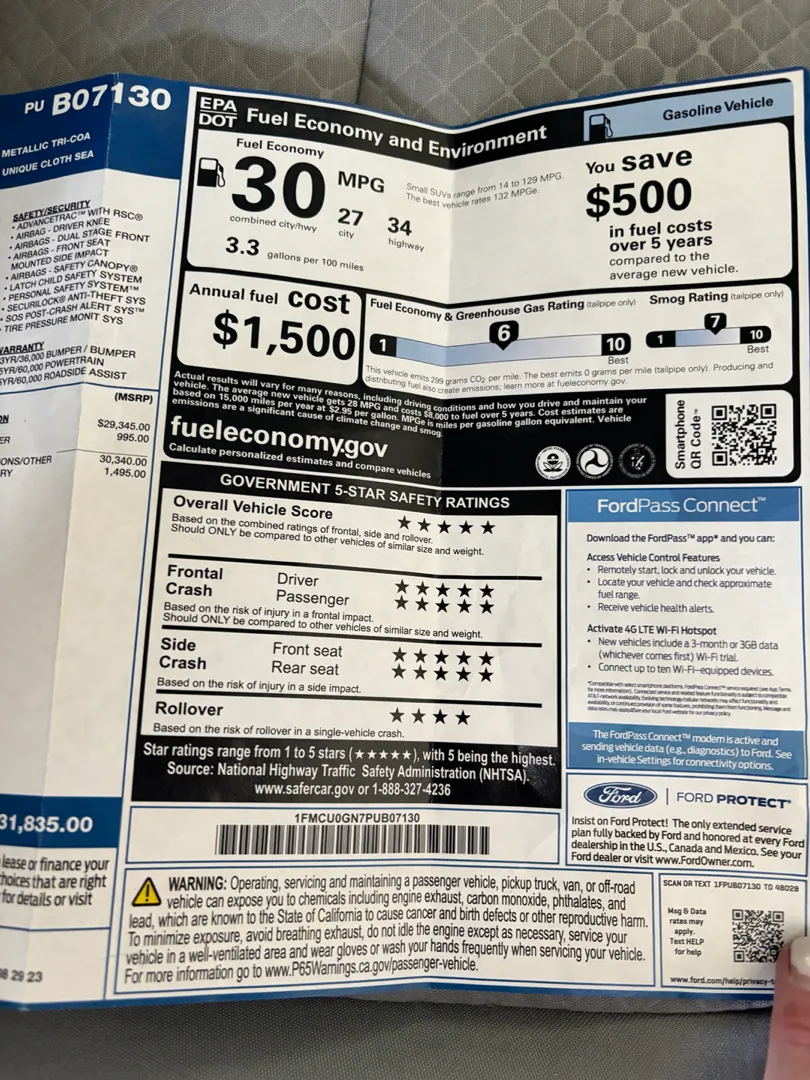 PU B07130
METALLIC TRI-COA
UNIQUE CLOTH SEA
SAFETY/SECURITY
• ADVANCETRAC™ WITH RSC®
• AIRBAG - DRIVER KNEE
• AIRBAGS - DUAL STAGE FRONT
• AIRBAGS - FRONT SEAT
MOUNTED SIDE IMPACT
• AIRBAGS - SAFETY CANOPY®
• LATCH CHILD SAFETY SYSTEM
• PERSONAL SAFETY SYSTEM™
• SECURILOCK® ANTI-THEFT SYS
• SOS POST-CRASH ALERT SYS™
• TIRE PRESSURE MONIT SYS
WARRANTY
3YR/36,000 BUMPER / BUMPER
5YR/60,000 POWERTRAIN
5YR/60,000 ROADSIDE ASSIST
(MSRP)
$29,345.00
995.00
ONS/OTHER 30,340.00
RY 1,495.00
31,835.00
lease or finance your
choices that are right
for details or visit
08 29 23
EPA
DOT
Fuel Economy and Environment
Gasoline Vehicle
Fuel Economy
30 MPG
combined city/hwy
27
city
34
highway
3.3 gallons per 100 miles
Small SUVs range from 14 to 129 MPG.
The best vehicle rates 132 MPGe.
You save
$500
in fuel costs
over 5 years
compared to the
average new vehicle.
Annual fuel cost
$1,500
Fuel Economy & Greenhouse Gas Rating (tailpipe only)
1 6 10
Best
Smog Rating (tailpipe only)
1 7 10
Best
This vehicle emits 299 grams CO2 per mile. The best emits 0 grams per mile (tailpipe only). Producing and
distributing fuel also create emissions; learn more at fueleconomy.gov.
Actual results will vary for many reasons, including driving conditions and how you drive and maintain your
vehicle. The average new vehicle gets 28 MPG and costs $8,000 to fuel over 5 years. Cost estimates are
based on 15,000 miles per year at $2.95 per gallon. MPGe is miles per gasoline gallon equivalent. Vehicle
emissions are a significant cause of climate change and smog.
fueleconomy.gov
Calculate personalized estimates and compare vehicles
Smartphone
QR Code™
GOVERNMENT 5-STAR SAFETY RATINGS
Overall Vehicle Score ★★★★★
Based on the combined ratings of frontal, side and rollover.
Should ONLY be compared to other vehicles of similar size and weight.
Frontal Driver ★★★★★
Crash Passenger ★★★★★
Based on the risk of injury in a frontal impact.
Should ONLY be compared to other vehicles of similar size and weight.
Side Front seat ★★★★★
Crash Rear seat ★★★★★
Based on the risk of injury in a side impact.
Rollover ★★★★
Based on the risk of rollover in a single-vehicle crash.
Star ratings range from 1 to 5 stars (★★★★★), with 5 being the highest.
Source: National Highway Traffic Safety Administration (NHTSA).
www.safercar.gov or 1-888-327-4236
FordPass Connect™
Download the FordPass™ app* and you can:
Access Vehicle Control Features
• Remotely start, lock and unlock your vehicle.
• Locate your vehicle and check approximate
fuel range.
• Receive vehicle health alerts.
Activate 4G LTE Wi-Fi Hotspot
• New vehicles include a 3-month or 3GB data
(whichever comes first) Wi-Fi trial.
• Connect up to ten Wi-Fi-equipped devices.
The FordPass Connect™ modem is active and
sending vehicle data (e.g., diagnostics) to Ford. See
in-vehicle Settings for connectivity options.
Ford | FORD PROTECT®
Insist on Ford Protect! The only extended service
plan fully backed by Ford and honored at every Ford
dealership in the U.S., Canada and Mexico. See your
Ford dealer or visit www.FordOwner.com.
1FMCU0GN7PUB07130
WARNING: Operating, servicing and maintaining a passenger vehicle, pickup truck, van, or off-road
vehicle can expose you to chemicals including engine exhaust, carbon monoxide, phthalates, and
lead, which are known to the State of California to cause cancer and birth defects or other reproductive harm.
To minimize exposure, avoid breathing exhaust, do not idle the engine except as necessary, service your
vehicle in a well-ventilated area and wear gloves or wash your hands frequently when servicing your vehicle.
For more information go to www.P65Warnings.ca.gov/passenger-vehicle.
SCAN OR TEXT 1FPUB07130 TO 48028
Msg & Data
rates may
apply.
Text HELP
for help
www.ford.com/help/privacy-t